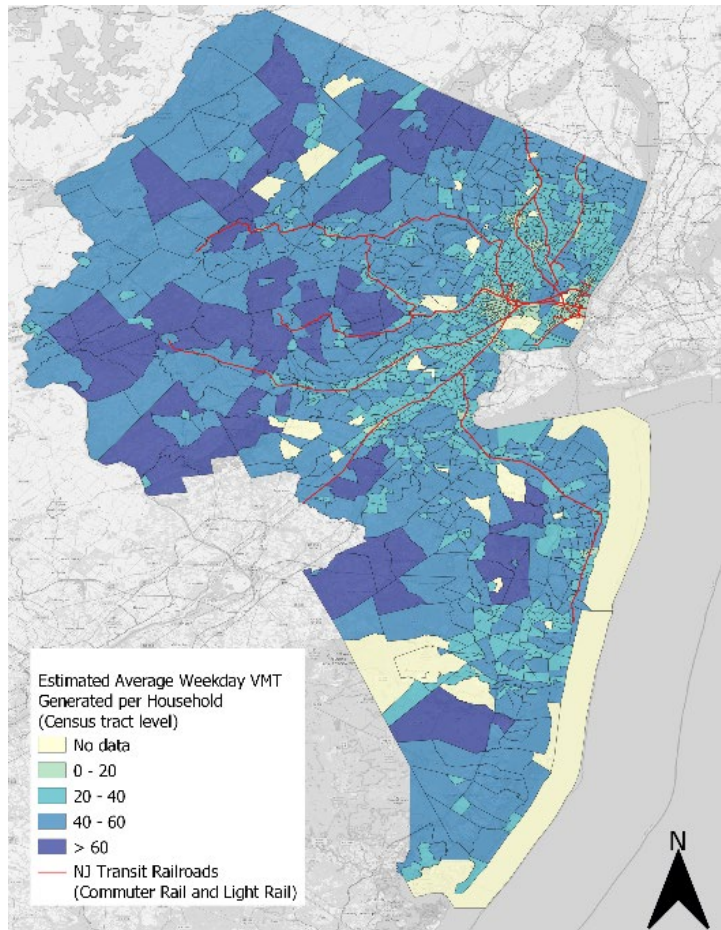 Estimated Average Weekday VMT
Generated per Household
(Census tract level)
No data
0 - 20
20 - 40
40 - 60
> 60
NJ Transit Railroads
(Commuter Rail and Light Rail)
N